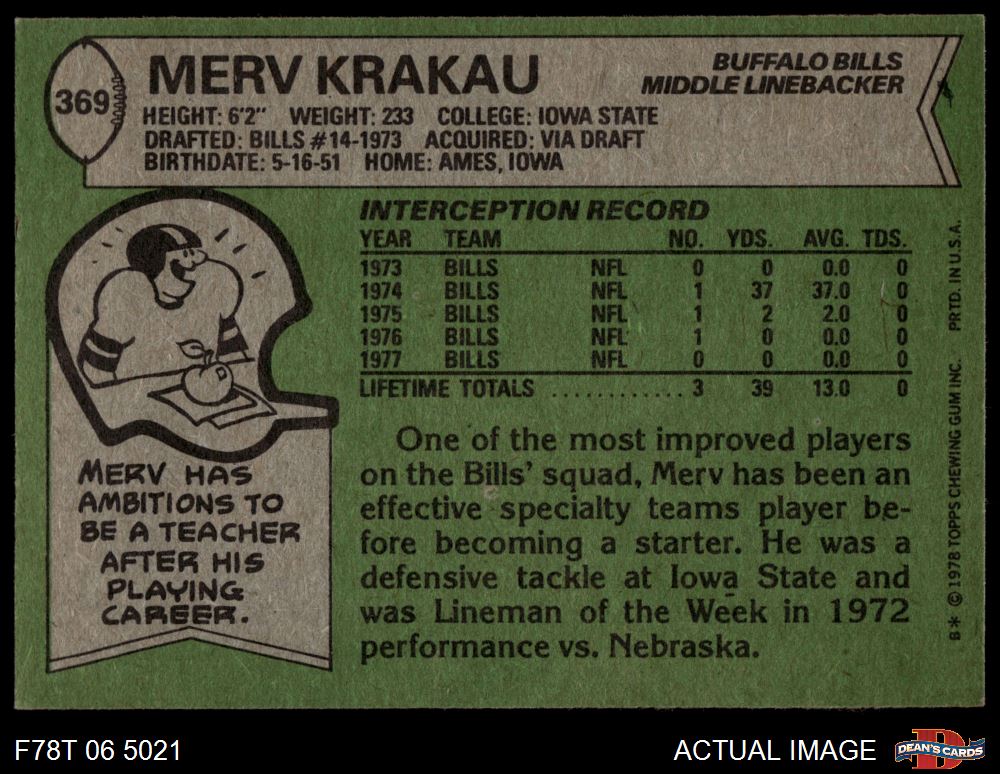 369
MERV KRAKAU
BUFFALO BILLS
MIDDLE LINEBACKER
HEIGHT: 6'2" WEIGHT: 233 COLLEGE: IOWA STATE
DRAFTED: BILLS #14-1973 ACQUIRED: VIA DRAFT
BIRTHDATE: 5-16-51 HOME: AMES, IOWA
INTERCEPTION RECORD
YEAR TEAM NO. YDS. AVG. TDS.
1973 BILLS NFL 0 0 0.0 0
1974 BILLS NFL 1 37 37.0 0
1975 BILLS NFL 1 2 2.0 0
1976 BILLS NFL 1 0 0.0 0
1977 BILLS NFL 0 0 0.0 0
LIFETIME TOTALS ............ 3 39 13.0 0
One of the most improved players
on the Bills' squad, Merv has been an
effective specialty teams player be-
fore becoming a starter. He was a
defensive tackle at Iowa State and
was Lineman of the Week in 1972
performance vs. Nebraska.
MERV HAS
AMBITIONS TO
BE A TEACHER
AFTER HIS
PLAYING
CAREER.
B* © 1978 TOPPS CHEWING GUM INC. PRTD. IN U.S.A.
F78T 06 5021
ACTUAL IMAGE
D
DEAN'S CARDS